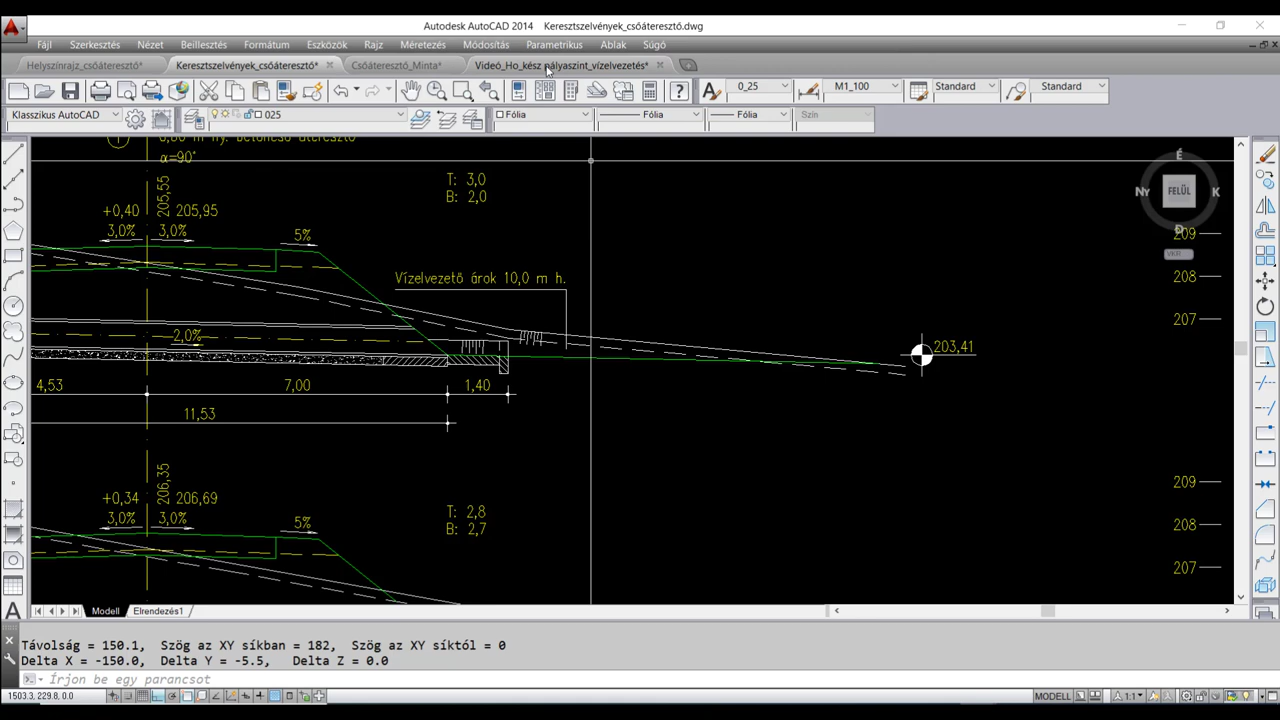 Autodesk AutoCAD 2014 Keresztszelvények_csőáteresztő.dwg
Fájl Szerkesztés Nézet Beillesztés Formátum Eszközök Rajz Méretezés Módosítás Parametrikus Ablak Súgó
Helyszínrajz_csőáteresztő* Keresztszelvények_csőáteresztő* Csőáteresztő_Minta* Videó_Ho_kész_pályaszint_vízelvezetés*
0_25 M1_100 Standard Standard
Klasszikus AutoCAD 025 Fólia Fólia Fólia Szín
α=90°
205,55
+0,40 205,95
3,0% 3,0%
5%
T: 3,0
B: 2,0
Vízelvezető árok 10,0 m h.
2,0%
203,41
4,53 7,00 1,40
11,53
É
NY FELÜL K
D
VKR
209
208
207
206,35
+0,34 206,69
3,0% 3,0%
5%
T: 2,8
B: 2,7
209
208
207
Modell Elrendezés1
Távolság = 150.1, Szög az XY síkban = 182, Szög az XY síktól = 0
Delta X = -150.0, Delta Y = -5.5, Delta Z = 0.0
Írjon be egy parancsot
1503.3, 229.8, 0.0 MODELL 1:1